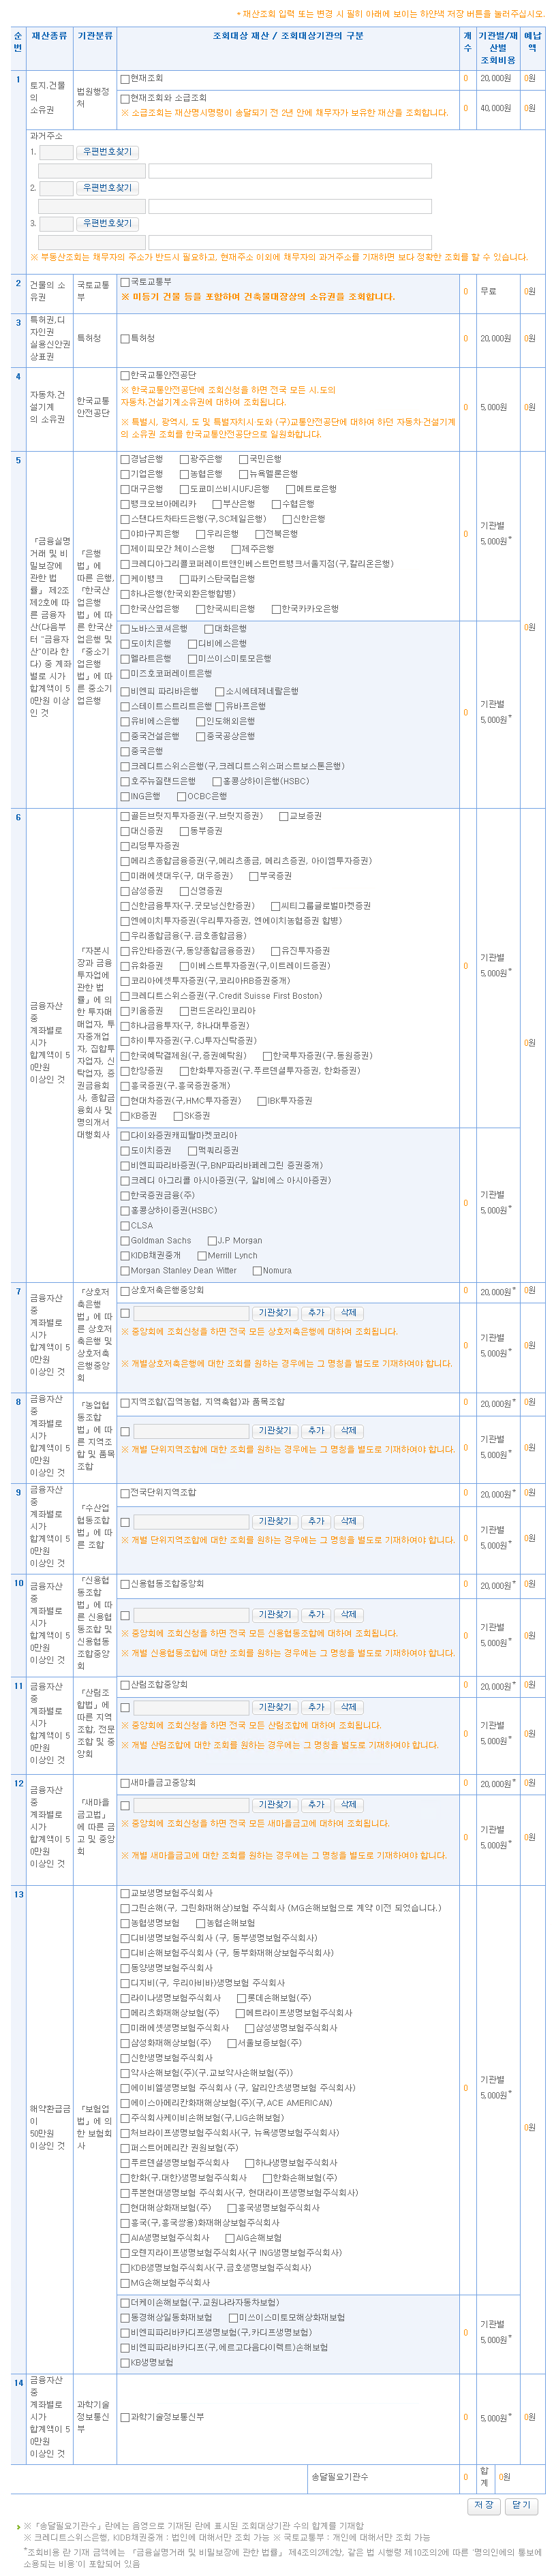 * 재산조회 입력 또는 변경 시 필히 아래에 보이는 하얀색 저장 버튼을 눌러주십시오.
순번 재산종류 기관분류 조회대상 재산 / 조회대상기관의 구분 개수 기관별/재산별 조회비용 예납액
1 토지,건물의 소유권 법원행정처
현재조회 0 20,000원 0원
현재조회와 소급조회
※ 소급조회는 재산명시명령이 송달되기 전 2년 안에 채무자가 보유한 재산을 조회합니다.
0 40,000원 0원
과거주소
1. 우편번호찾기
2. 우편번호찾기
3. 우편번호찾기
※ 부동산조회는 채무자의 주소가 반드시 필요하고, 현재주소 이외에 채무자의 과거주소를 기재하면 보다 정확한 조회를 할 수 있습니다.
2 건물의 소유권 국토교통부
국토교통부
※ 미등기 건물 등을 포함하여 건축물대장상의 소유권을 조회합니다.
0 무료 0원
3 특허권,디자인권 실용신안권 상표권 특허청 특허청 0 20,000원 0원
4 자동차,건설기계의 소유권 한국교통안전공단
한국교통안전공단
※ 한국교통안전공단에 조회신청을 하면 전국 모든 시,도의
자동차,건설기계소유권에 대하여 조회됩니다.
※ 특별시, 광역시, 도 및 특별자치시 도와 (구)교통안전공단에 대하여 하던 자동차·건설기계
의 소유권 조회를 한국교통안전공단으로 일원화합니다.
0 5,000원 0원
5 『금융실명거래 및 비밀보장에 관한 법률』 제2조 제2호에 따른 금융자산(다음부터 "금융자산"이라 한다) 중 계좌별로 시가 합계액이 50만원 이상인 것
『은행법』에 따른 은행, 『한국산업은행법』에 따른 한국산업은행 및 『중소기업은행법』에 따른 중소기업은행
경남은행 광주은행 국민은행
기업은행 농협은행 뉴욕멜론은행
대구은행 도쿄미쓰비시UFJ은행 메트로은행
뱅크오브아메리카 부산은행 수협은행
스탠다드차타드은행(구,SC제일은행) 신한은행
야마구찌은행 우리은행 전북은행
제이피모간 체이스은행 제주은행
크레디아그리콜코퍼레이트앤인베스트먼트뱅크서울지점(구,칼리온은행)
케이뱅크 파키스탄국립은행
하나은행(한국외환은행합병)
한국산업은행 한국씨티은행 한국카카오은행
0 기관별 5,000원* 0원
노바스코셔은행 대화은행
도이치은행 디비에스은행
멜라트은행 미쓰이스미토모은행
미즈호코퍼레이트은행
비엔피 파리바은행 소시에테제네랄은행
스테이트스트리트은행 유바프은행
유비에스은행 인도해외은행
중국건설은행 중국공상은행
중국은행
크레디트스위스은행(구,크레디트스위스퍼스트보스톤은행)
호주뉴질랜드은행 홍콩상하이은행(HSBC)
ING은행 OCBC은행
0 기관별 5,000원*
6 금융자산 중 계좌별로 시가 합계액이 50만원 이상인 것
『자본시장과 금융투자업에 관한 법률』에 의한 투자매매업자, 투자중개업자, 집합투자업자, 신탁업자, 증권금융회사, 종합금융회사 및 명의개서대행회사
골든브릿지투자증권(구.브릿지증권) 교보증권
대신증권 동부증권
리딩투자증권
메리츠종합금융증권(구,메리츠종금, 메리츠증권, 아이엠투자증권)
미래에셋대우(구, 대우증권) 부국증권
삼성증권 신영증권
신한금융투자(구.굿모닝신한증권) 씨티그룹글로벌마켓증권
엔에이치투자증권(우리투자증권, 엔에이치농협증권 합병)
우리종합금융(구.금호종합금융)
유안타증권(구,동양종합금융증권) 유진투자증권
유화증권 이베스트투자증권(구,이트레이드증권)
코리아에셋투자증권(구,코리아RB증권중개)
크레디트스위스증권(구.Credit Suisse First Boston)
키움증권 펀드온라인코리아
하나금융투자(구, 하나대투증권)
하이투자증권(구.CJ투자신탁증권)
한국예탁결제원(구,증권예탁원) 한국투자증권(구.동원증권)
한양증권 한화투자증권(구,푸르덴셜투자증권, 한화증권)
흥국증권(구,흥국증권중개)
현대차증권(구,HMC투자증권) IBK투자증권
KB증권 SK증권
0 기관별 5,000원* 0원
다이와증권캐피탈마켓코리아
도이치증권 맥쿼리증권
비엔피파리바증권(구,BNP파리바페레그린 증권중개)
크레디 아그리콜 아시아증권(구, 알비에스 아시아증권)
한국증권금융(주)
홍콩상하이증권(HSBC)
CLSA
Goldman Sachs J.P Morgan
KIDB채권중개 Merrill Lynch
Morgan Stanley Dean Witter Nomura
0 기관별 5,000원*
7 금융자산 중 계좌별로 시가 합계액이 50만원 이상인 것 『상호저축은행법』에 따른 상호저축은행 및 상호저축은행중앙회
상호저축은행중앙회 0 20,000원* 0원
기관찾기 추가 삭제
※ 중앙회에 조회신청을 하면 전국 모든 상호저축은행에 대하여 조회됩니다.
※ 개별상호저축은행에 대한 조회를 원하는 경우에는 그 명칭을 별도로 기재하여야 합니다.
0 기관별 5,000원* 0원
8 금융자산 중 계좌별로 시가 합계액이 50만원 이상인 것 『농업협동조합법』에 따른 지역조합 및 품목조합
지역조합(집역농협, 지역축협)과 품목조합 0 20,000원* 0원
기관찾기 추가 삭제
※ 개별 단위지역조합에 대한 조회를 원하는 경우에는 그 명칭을 별도로 기재하여야 합니다.
0 기관별 5,000원* 0원
9 금융자산 중 계좌별로 시가 합계액이 50만원 이상인 것 『수산업협동조합법』에 따른 조합
전국단위지역조합 0 20,000원* 0원
기관찾기 추가 삭제
※ 개별 단위지역조합에 대한 조회를 원하는 경우에는 그 명칭을 별도로 기재하여야 합니다.
0 기관별 5,000원* 0원
10 금융자산 중 계좌별로 시가 합계액이 50만원 이상인 것 『신용협동조합법』에 따른 신용협동조합 및 신용협동조합중앙회
신용협동조합중앙회 0 20,000원* 0원
기관찾기 추가 삭제
※ 중앙회에 조회신청을 하면 전국 모든 신용협동조합에 대하여 조회됩니다.
※ 개별 신용협동조합에 대한 조회를 원하는 경우에는 그 명칭을 별도로 기재하여야 합니다.
0 기관별 5,000원* 0원
11 금융자산 중 계좌별로 시가 합계액이 50만원 이상인 것 『산림조합법』에 따른 지역조합, 전문조합 및 중앙회
산림조합중앙회 0 20,000원* 0원
기관찾기 추가 삭제
※ 중앙회에 조회신청을 하면 전국 모든 산림조합에 대하여 조회됩니다.
※ 개별 산림조합에 대한 조회를 원하는 경우에는 그 명칭을 별도로 기재하여야 합니다.
0 기관별 5,000원* 0원
12 금융자산 중 계좌별로 시가 합계액이 50만원 이상인 것 『새마을금고법』에 따른 금고 및 중앙회
새마을금고중앙회 0 20,000원* 0원
기관찾기 추가 삭제
※ 중앙회에 조회신청을 하면 전국 모든 새마을금고에 대하여 조회됩니다.
※ 개별 새마을금고에 대한 조회를 원하는 경우에는 그 명칭을 별도로 기재하여야 합니다.
0 기관별 5,000원* 0원
13 해약환급금이 50만원 이상인 것 『보험업법』에 의한 보험회사
교보생명보험주식회사
그린손해(구, 그린화재해상)보험 주식회사 (MG손해보험으로 계약 이전 되었습니다.)
농협생명보험 농협손해보험
디비생명보험주식회사 (구, 동부생명보험주식회사)
디비손해보험주식회사 (구, 동부화재해상보험주식회사)
동양생명보험주식회사
디지비(구, 우리아비바)생명보험 주식회사
라이나생명보험주식회사 롯데손해보험(주)
메리츠화재해상보험(주) 메트라이프생명보험주식회사
미래에셋생명보험주식회사 삼성생명보험주식회사
삼성화재해상보험(주) 서울보증보험(주)
신한생명보험주식회사
약사손해보험(주)(구.교보약사손해보험(주))
에이비엘생명보험 주식회사 (구, 알리안츠생명보험 주식회사)
에이스아메리칸화재해상보험(주)(구,ACE AMERICAN)
주식회사케이비손해보험(구,LIG손해보험)
처브라이프생명보험주식회사(구, 뉴욕생명보험주식회사)
퍼스트어메리칸 권원보험(주)
푸르덴셜생명보험주식회사 하나생명보험주식회사
한화(구.대한)생명보험주식회사 한화손해보험(주)
푸본현대생명보험 주식회사(구, 현대라이프생명보험주식회사)
현대해상화재보험(주) 흥국생명보험주식회사
흥국(구,흥국쌍용)화재해상보험주식회사
AIA생명보험주식회사 AIG손해보험
오렌지라이프생명보험주식회사(구 ING생명보험주식회사)
KDB생명보험주식회사(구.금호생명보험주식회사)
MG손해보험주식회사
0 기관별 5,000원* 0원
더케이손해보험(구.교원나라자동차보험)
동경해상일동화재보험 미쓰이스미토모해상화재보험
비엔피파리바카디프생명보험(구,카디프생명보험)
비엔피파리바카디프(구,에르고다음다이렉트)손해보험
KB생명보험
0 기관별 5,000원*
14 금융자산 중 계좌별로 시가 합계액이 50만원 이상인 것 과학기술정보통신부 과학기술정보통신부 0 5,000원* 0원
송달필요기관수 0 합계 0원
저 장 닫 기
※『송달필요기관수』란에는 음영으로 기재된 란에 표시된 조회대상기관 수의 합계를 기재함
※ 크레디트스위스은행, KIDB채권중개 : 법인에 대해서만 조회 가능 ※ 국토교통부 : 개인에 대해서만 조회 가능
*조회비용 란 기재 금액에는 『금융실명거래 및 비밀보장에 관한 법률』 제4조의2제2항, 같은 법 시행령 제10조의2에 따른 '명의인에의 통보에
소용되는 비용'이 포함되어 있음